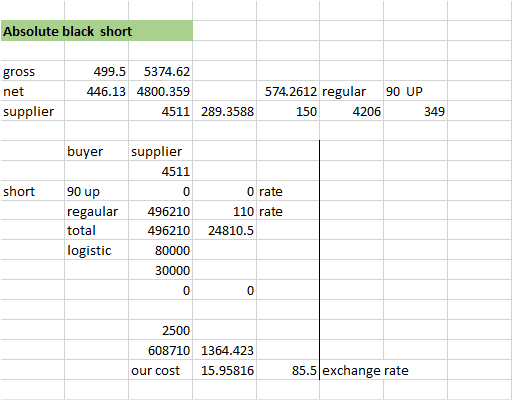 Absolute black short
gross 499.5 5374.62
net 446.13 4800.359 574.2612 regular 90 UP
supplier 4511 289.3588 150 4206 349
buyer supplier
4511
short 90 up 0 0 rate
regaular 496210 110 rate
total 496210 24810.5
logistic 80000
30000
0 0
2500
608710 1364.423
our cost 15.95816 85.5 exchange rate